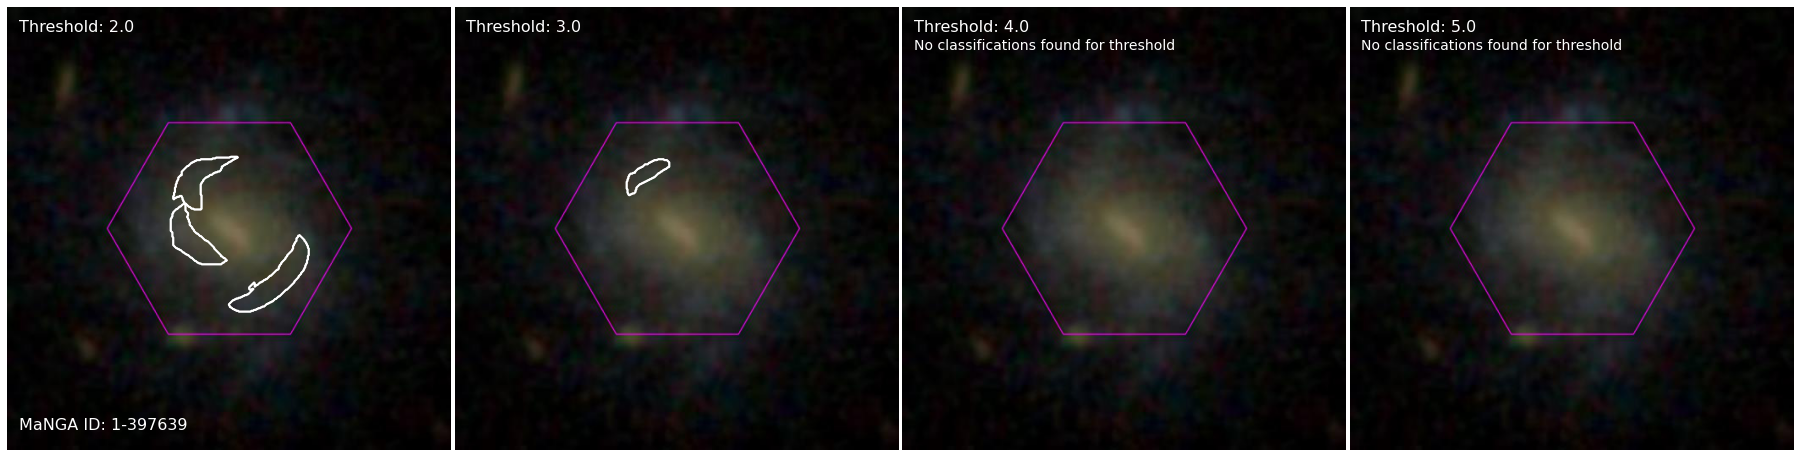 Threshold: 2.0
MaNGA ID: 1-397639
Threshold: 3.0
Threshold: 4.0
No classifications found for threshold
Threshold: 5.0
No classifications found for threshold